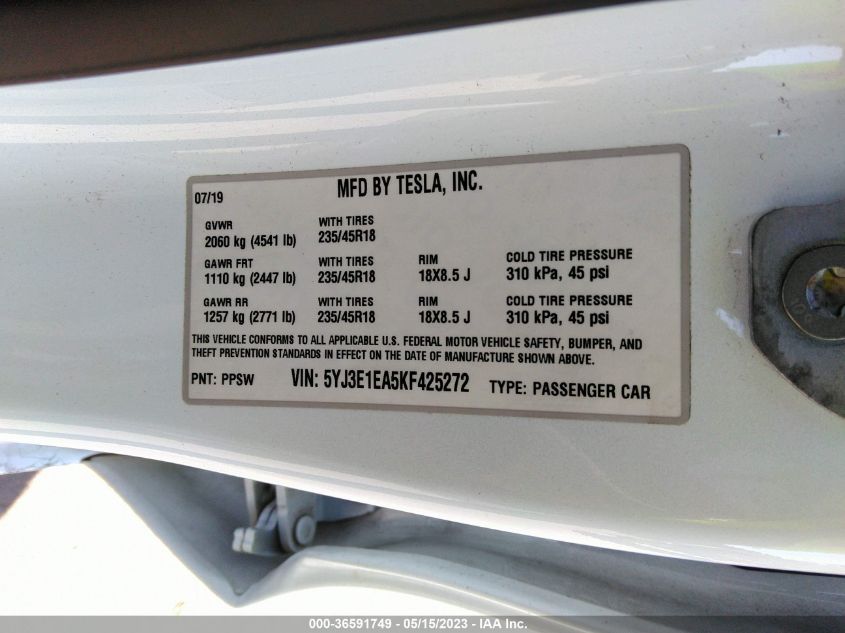 07/19 MFD BY TESLA, INC.
GVWR WITH TIRES
2060 kg (4541 lb) 235/45R18
GAWR FRT WITH TIRES RIM COLD TIRE PRESSURE
1110 kg (2447 lb) 235/45R18 18X8.5 J 310 kPa, 45 psi
GAWR RR WITH TIRES RIM COLD TIRE PRESSURE
1257 kg (2771 lb) 235/45R18 18X8.5 J 310 kPa, 45 psi
THIS VEHICLE CONFORMS TO ALL APPLICABLE U.S. FEDERAL MOTOR VEHICLE SAFETY, BUMPER, AND
THEFT PREVENTION STANDARDS IN EFFECT ON THE DATE OF MANUFACTURE SHOWN ABOVE.
PNT: PPSW VIN: 5YJ3E1EA5KF425272 TYPE: PASSENGER CAR
000-36591749 - 05/15/2023 - IAA Inc.